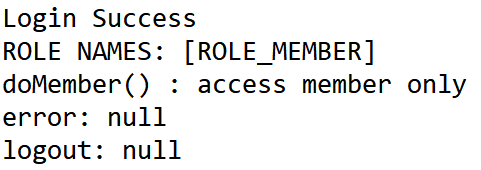 Login Success
ROLE NAMES: [ROLE_MEMBER]
doMember() : access member only
error: null
logout: null